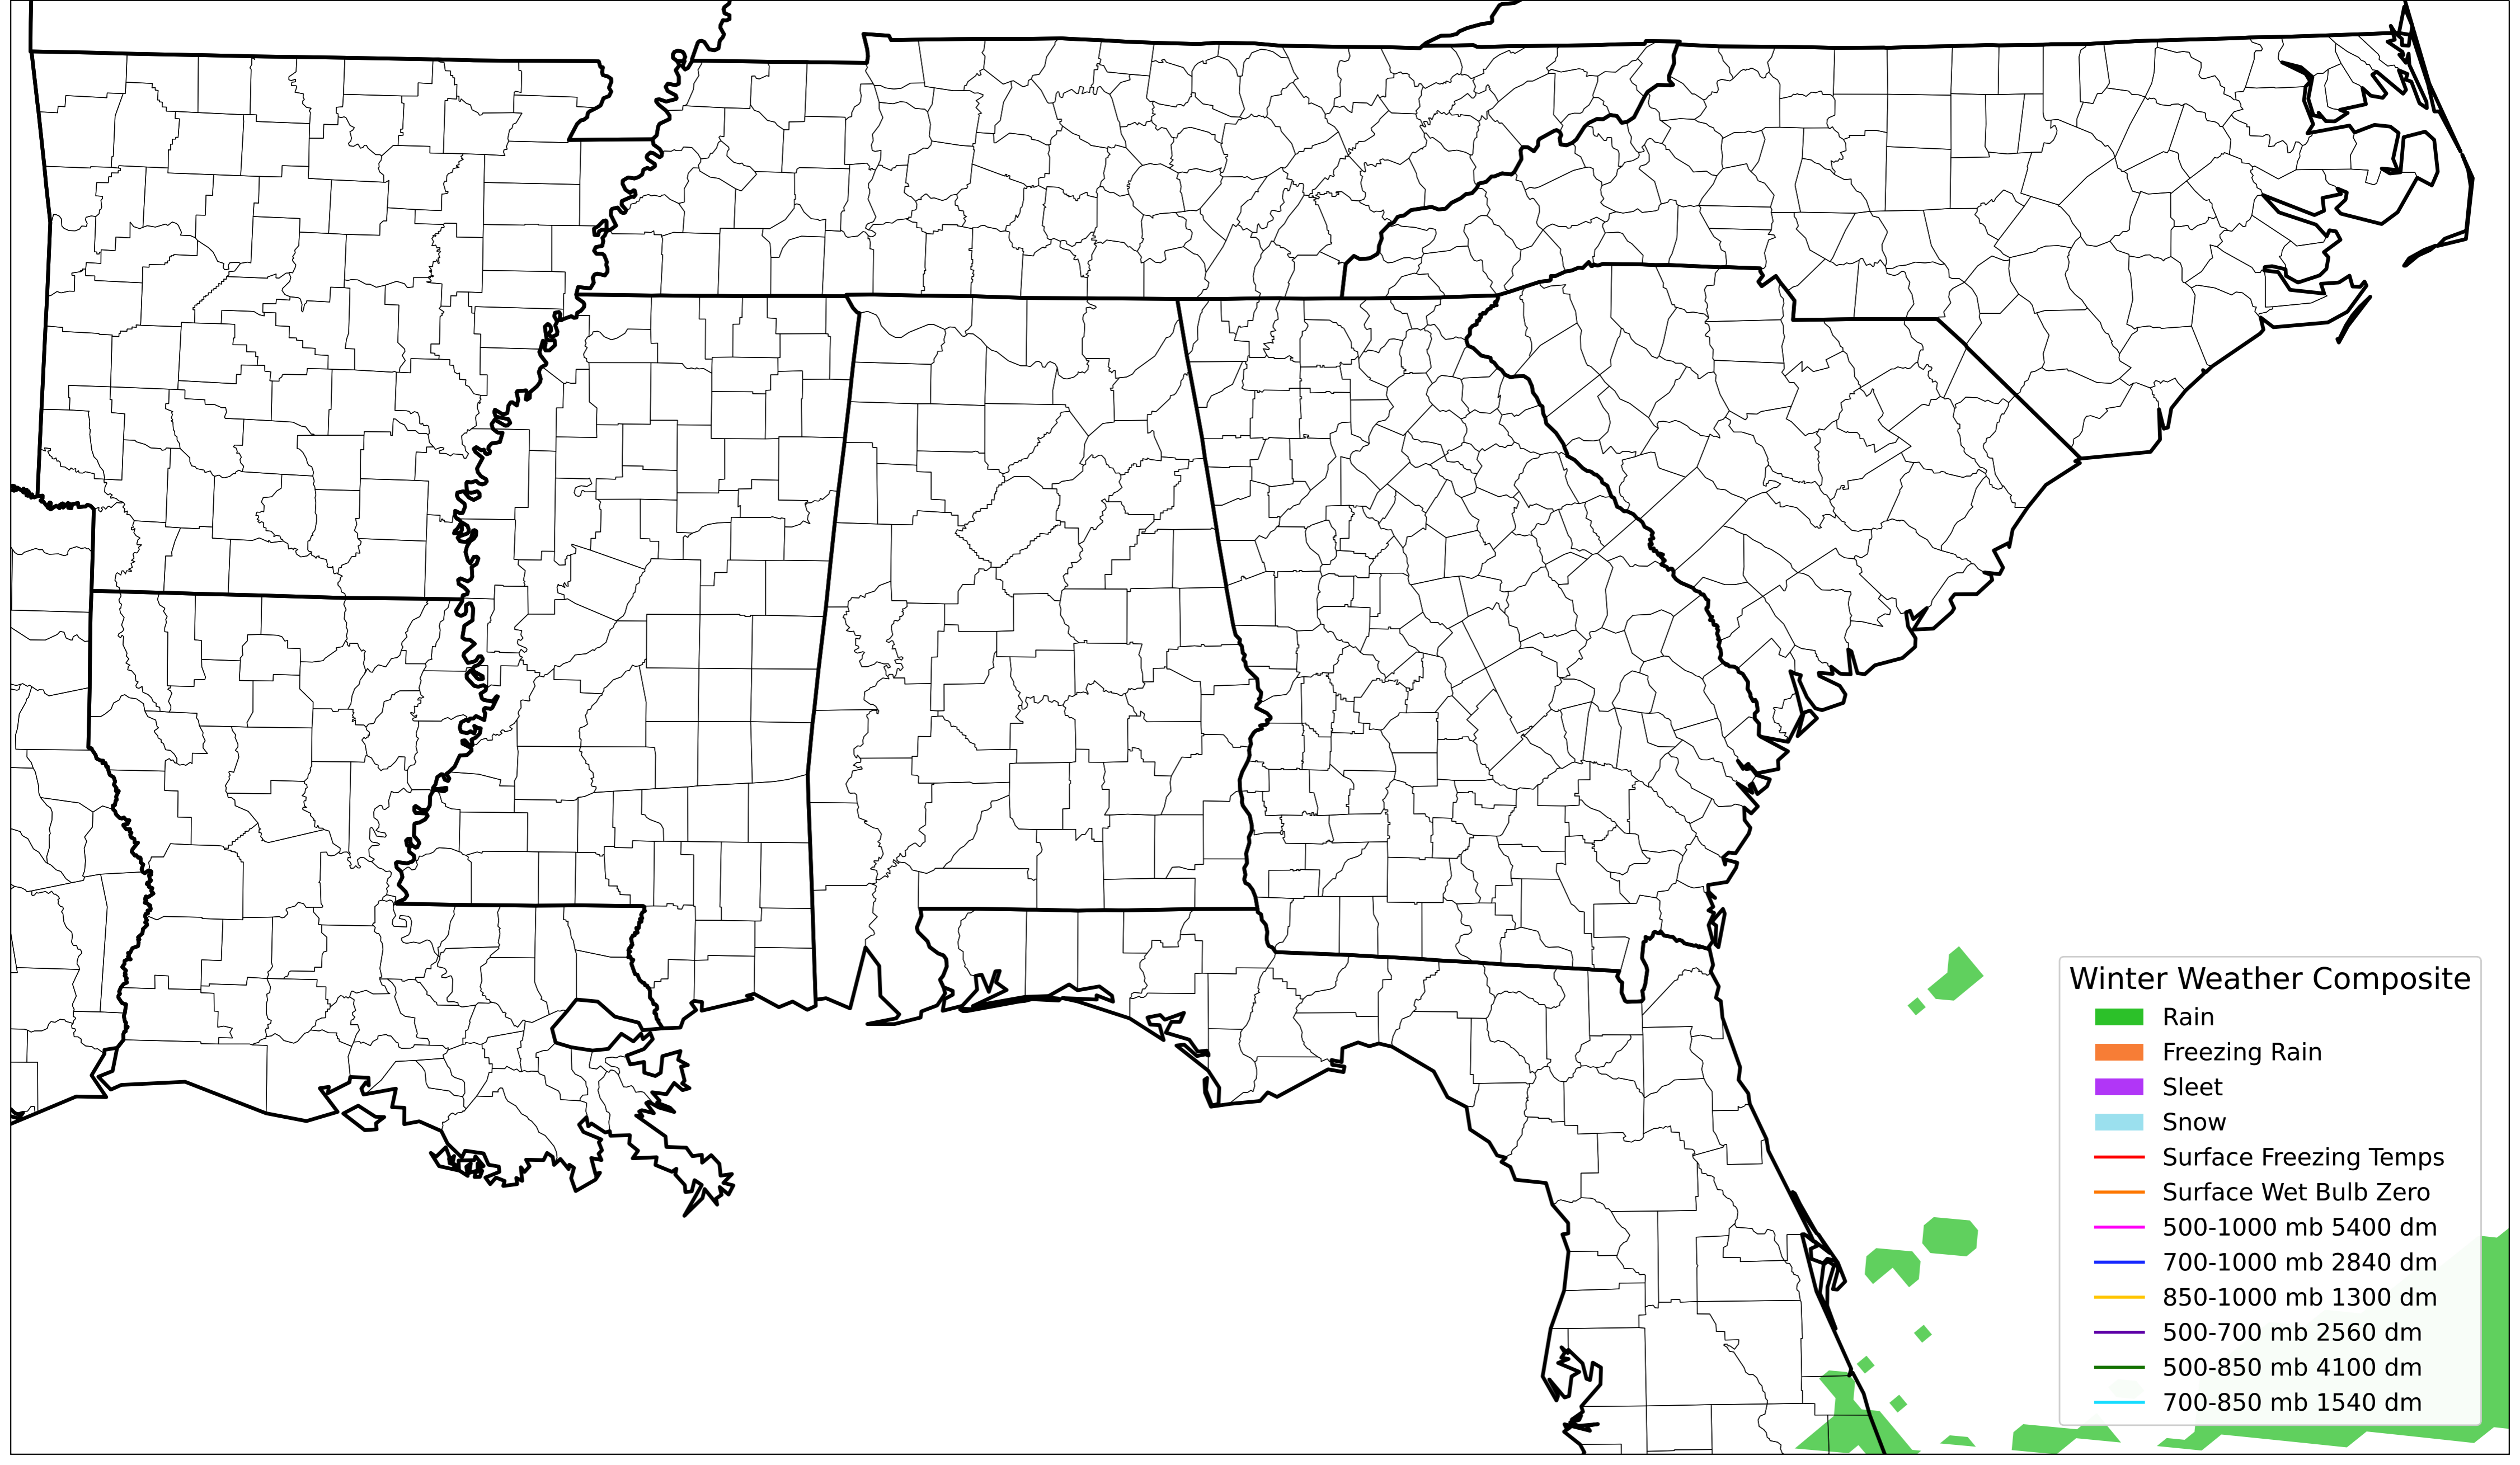 Winter Weather Composite
Rain
Freezing Rain
Sleet
Snow
Surface Freezing Temps
Surface Wet Bulb Zero
500-1000 mb 5400 dm
700-1000 mb 2840 dm
850-1000 mb 1300 dm
500-700 mb 2560 dm
500-850 mb 4100 dm
700-850 mb 1540 dm